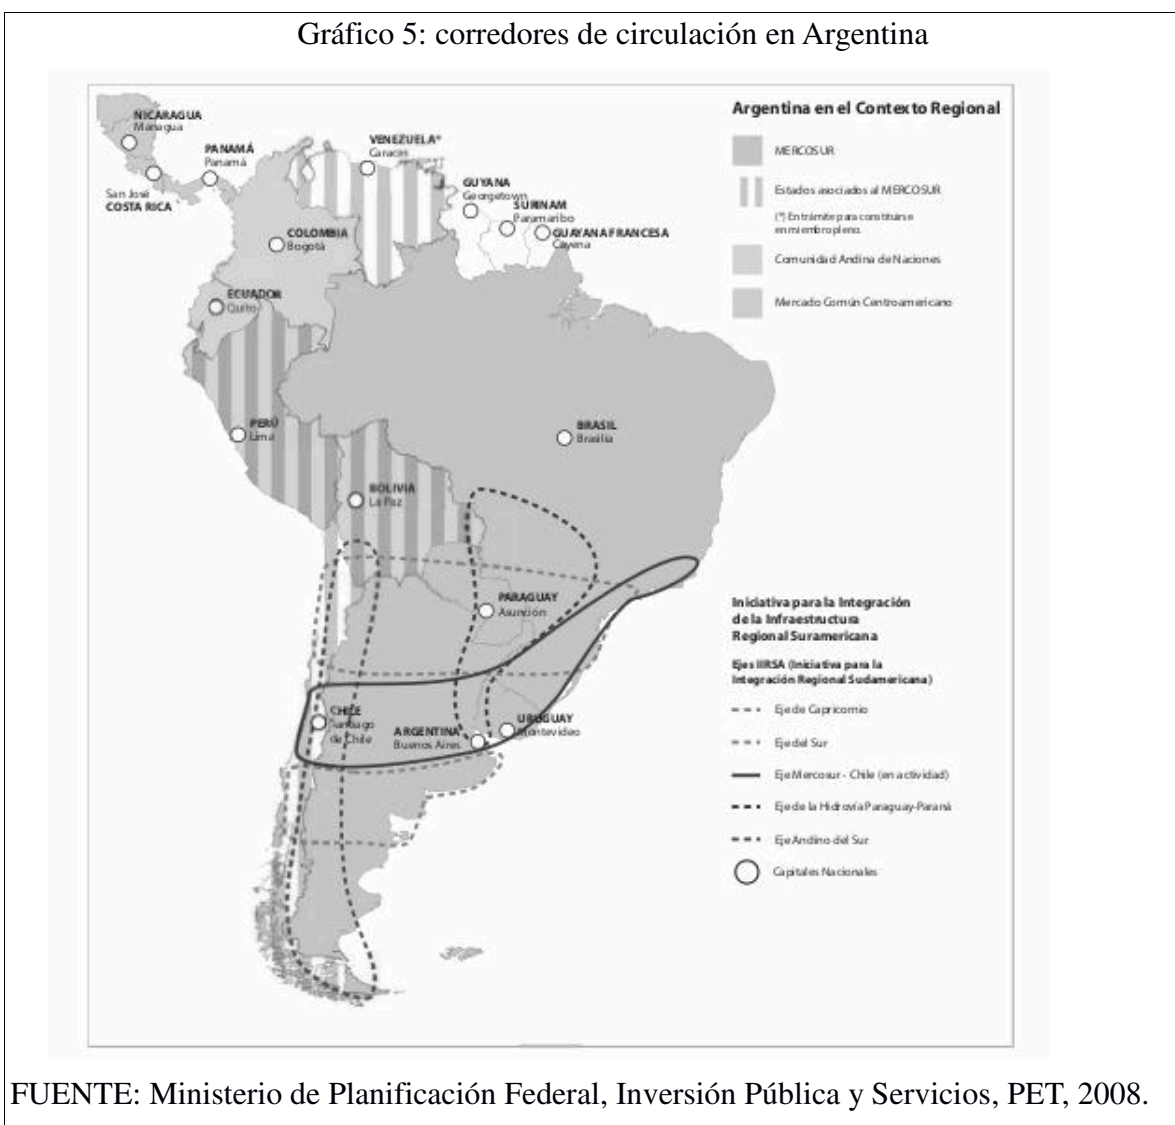 Gráfico 5: corredores de circulación en Argentina
NICARAGUA
Managua
PANAMÁ
Panamá
San José
COSTA RICA
VENEZUELA*
Caracas
GUYANA
Georgetown
SURINAM
Paramaribo
GUAYANA FRANCESA
Cayena
COLOMBIA
Bogotá
ECUADOR
Quito
PERÚ
Lima
BRASIL
Brasilia
BOLIVIA
La Paz
PARAGUAY
Asunción
CHILE
Santiago
de Chile
ARGENTINA
Buenos Aires
URUGUAY
Montevideo
Argentina en el Contexto Regional
MERCOSUR
Estados asociados al MERCOSUR
(*) En trámite para constituirse
en miembro pleno.
Comunidad Andina de Naciones
Mercado Común Centroamericano
Iniciativa para la Integración
de la Infraestructura
Regional Suramericana
Ejes IIRSA (Iniciativa para la
Integración Regional Sudamericana)
Eje de Capricornio
Eje del Sur
Eje Mercosur - Chile (en actividad)
Eje de la Hidrovía Paraguay-Paraná
Eje Andino del Sur
Capitales Nacionales
FUENTE: Ministerio de Planificación Federal, Inversión Pública y Servicios, PET, 2008.